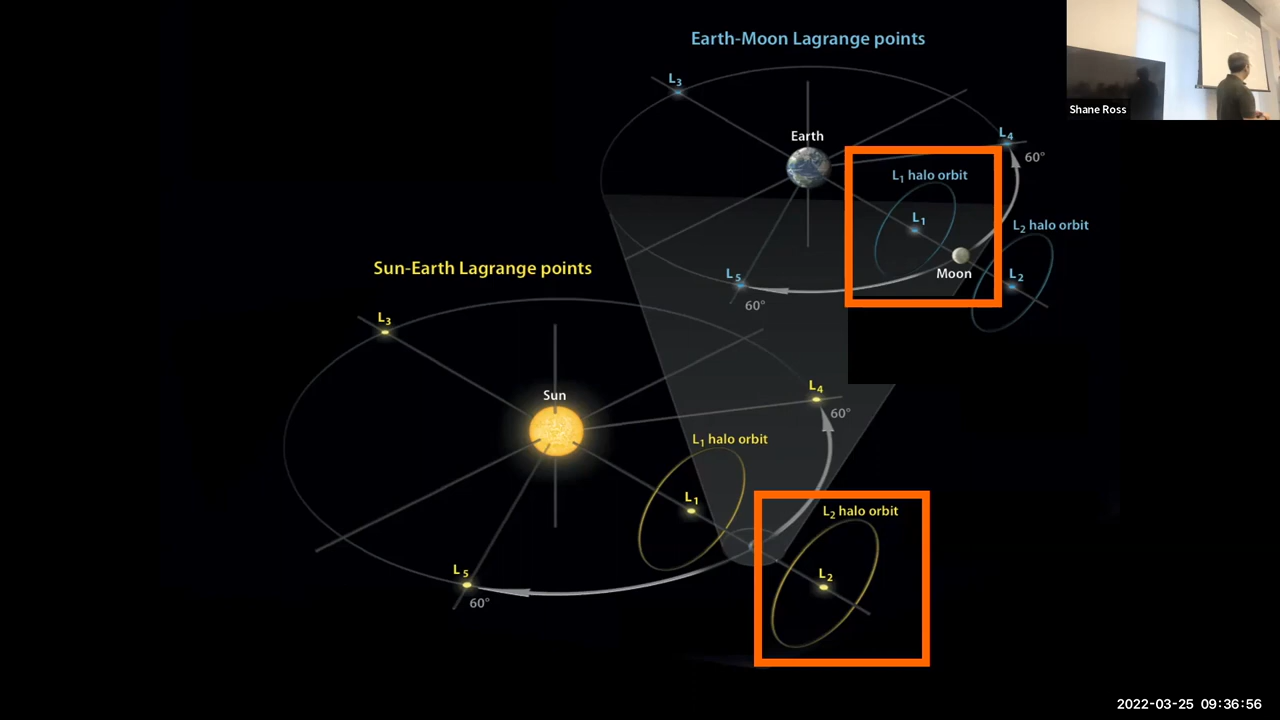 Earth-Moon Lagrange points
L3
Earth
L4
60°
L1 halo orbit
L1
L2 halo orbit
Moon
L2
L5
60°
Shane Ross
Sun-Earth Lagrange points
L3
Sun
L4
60°
L1 halo orbit
L1
L2 halo orbit
L2
L5
60°
2022-03-25 09:36:56